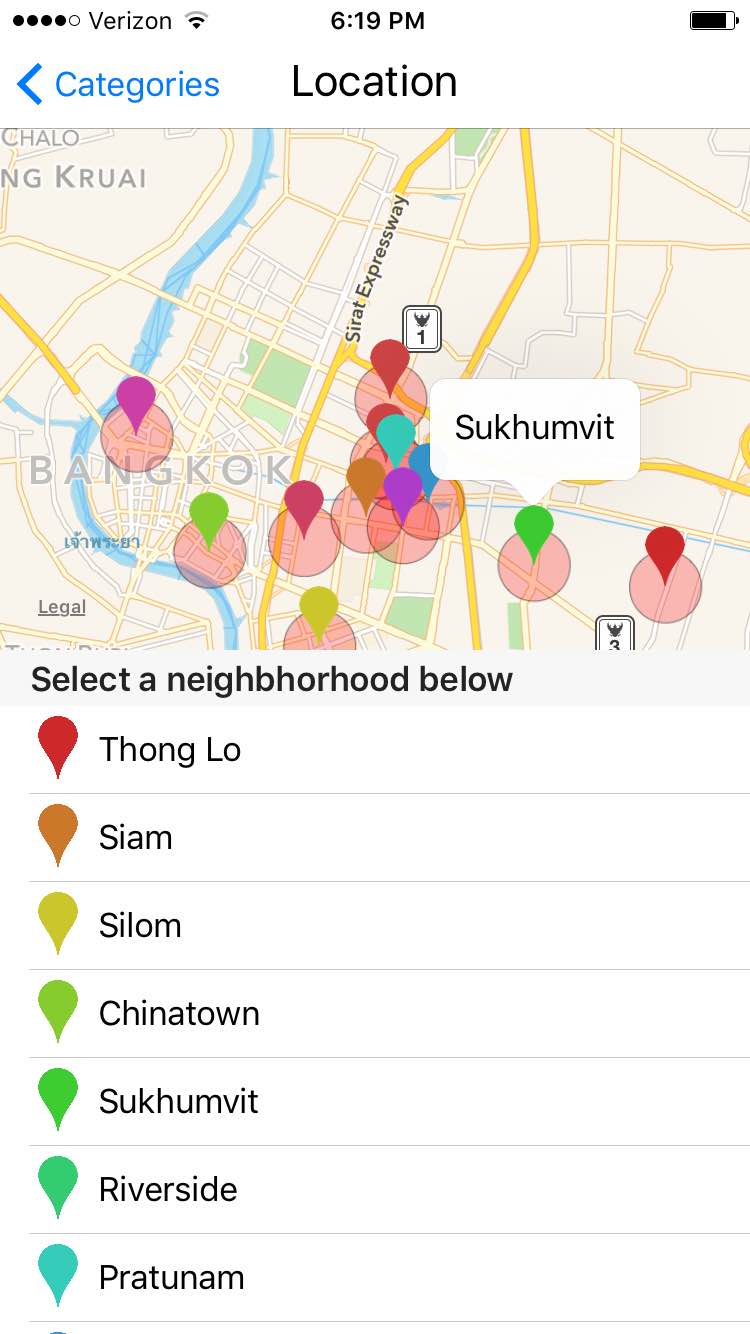 Verizon 6:19 PM
Categories Location
CHALO
NG KRUAI
Sirat Expressway
1
Sukhumvit
BANGKOK
เจ้าพระยา
Legal
3
Select a neighbhorhood below
Thong Lo
Siam
Silom
Chinatown
Sukhumvit
Riverside
Pratunam